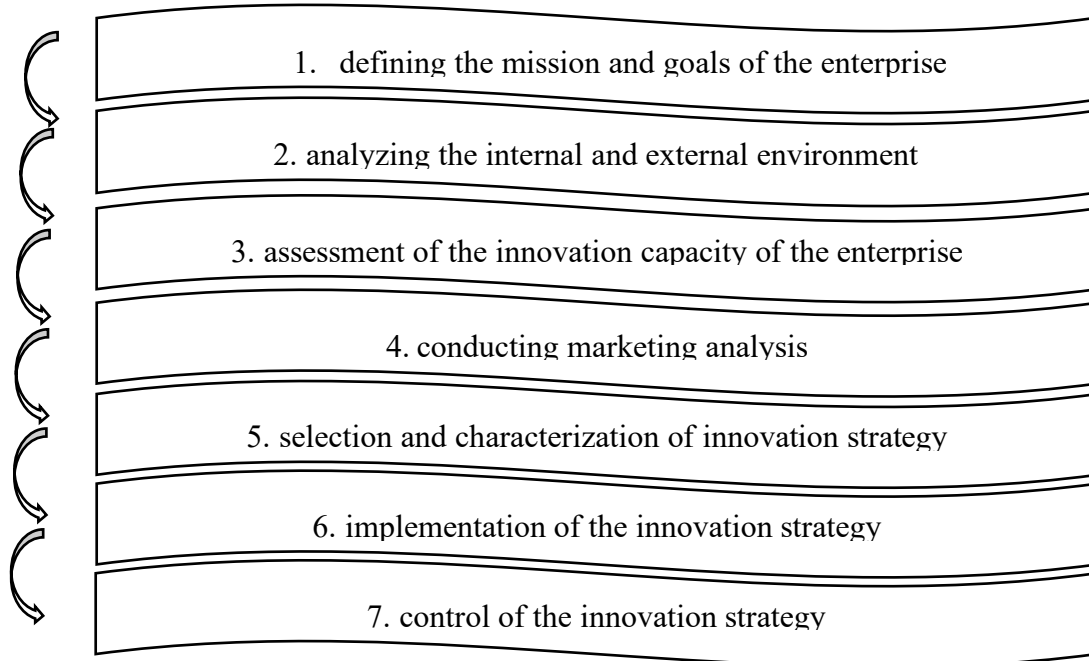 1. defining the mission and goals of the enterprise
2. analyzing the internal and external environment
3. assessment of the innovation capacity of the enterprise
4. conducting marketing analysis
5. selection and characterization of innovation strategy
6. implementation of the innovation strategy
7. control of the innovation strategy